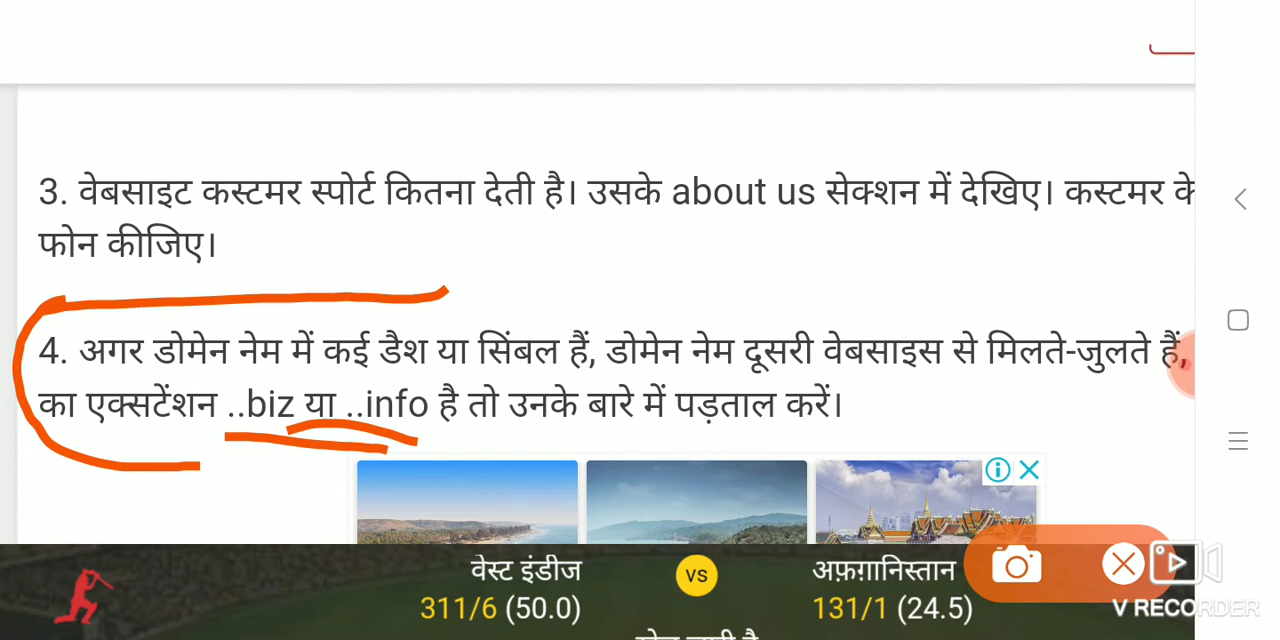 3. वेबसाइट कस्टमर स्पोर्ट कितना देती है। उसके about us सेक्शन में देखिए। कस्टमर के
फोन कीजिए।
4. अगर डोमेन नेम में कई डैश या सिंबल हैं, डोमेन नेम दूसरी वेबसाइस से मिलते-जुलते हैं,
का एक्सटेंशन ..biz या ..info है तो उनके बारे में पड़ताल करें।
वेस्ट इंडीज VS अफ़ग़ानिस्तान
311/6 (50.0) 131/1 (24.5)
V RECORDER